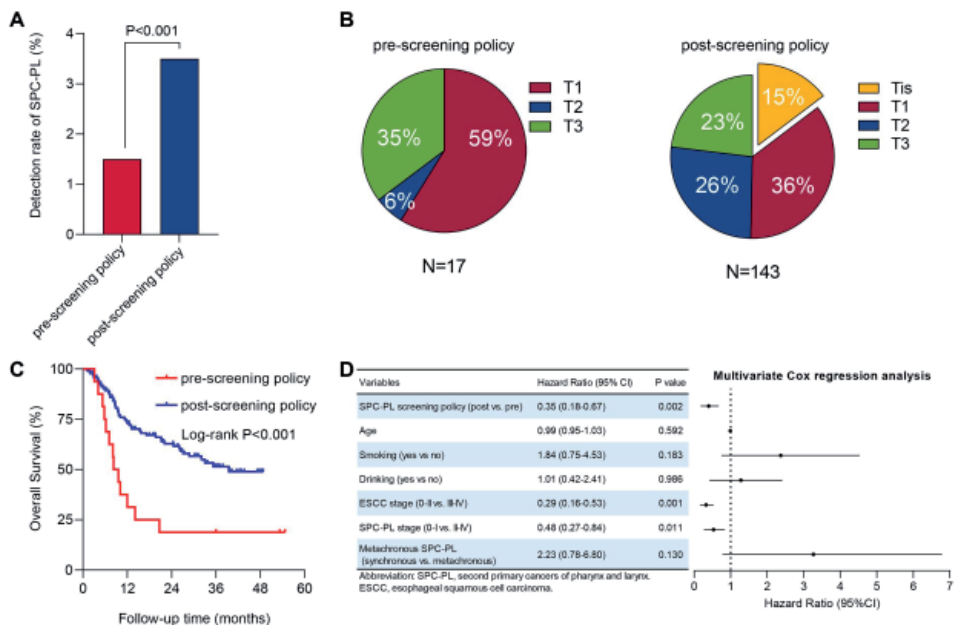 A
P<0.001
Detection rate of SPC-PL (%)
4
3
2
1
0
pre-screening policy
post-screening policy
B
pre-screening policy
T1
T2
T3
35%
59%
6%
N=17
post-screening policy
Tis
T1
T2
T3
15%
23%
26%
36%
N=143
C
Overall Survival (%)
100
75
50
25
0
pre-screening policy
post-screening policy
Log-rank P<0.001
0 12 24 36 48 60
Follow-up time (months)
D
Variables Hazard Ratio (95% CI) P value
SPC-PL screening policy (post vs. pre) 0.35 (0.18-0.67) 0.002
Age 0.99 (0.95-1.03) 0.592
Smoking (yes vs no) 1.84 (0.75-4.53) 0.183
Drinking (yes vs no) 1.01 (0.42-2.41) 0.986
ESCC stage (0-II vs. III-IV) 0.29 (0.16-0.53) 0.001
SPC-PL stage (0-I vs. II-IV) 0.48 (0.27-0.84) 0.011
Metachronous SPC-PL
(synchronous vs. metachronous) 2.23 (0.78-6.80) 0.130
Abbreviation: SPC-PL, second primary cancers of pharynx and larynx.
ESCC, esophageal squamous cell carcinoma.
Multivariate Cox regression analysis
0 1 2 3 4 5 6 7
Hazard Ratio (95%CI)